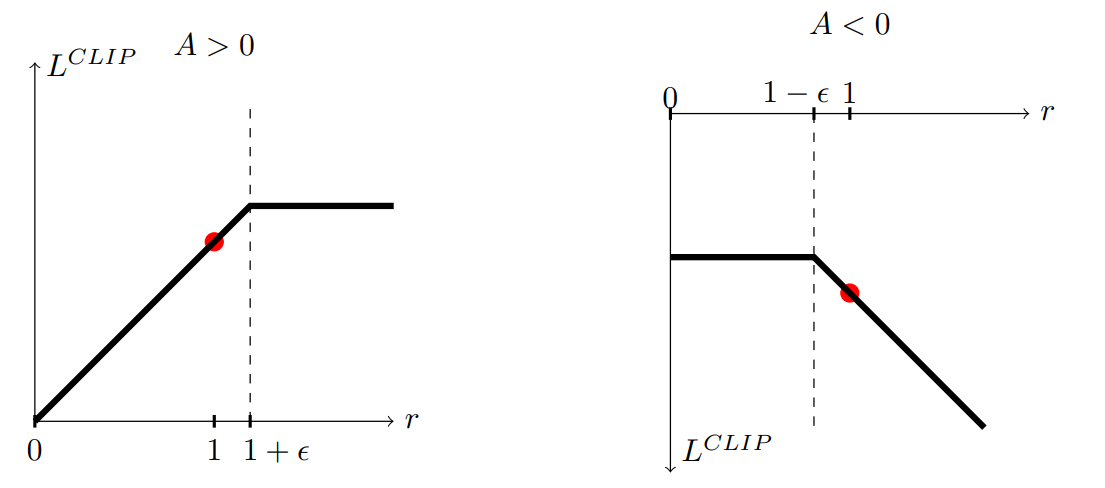 A > 0
L^{CLIP}
r
0 1 1 + ϵ
A < 0
0 1 − ϵ 1
r
L^{CLIP}